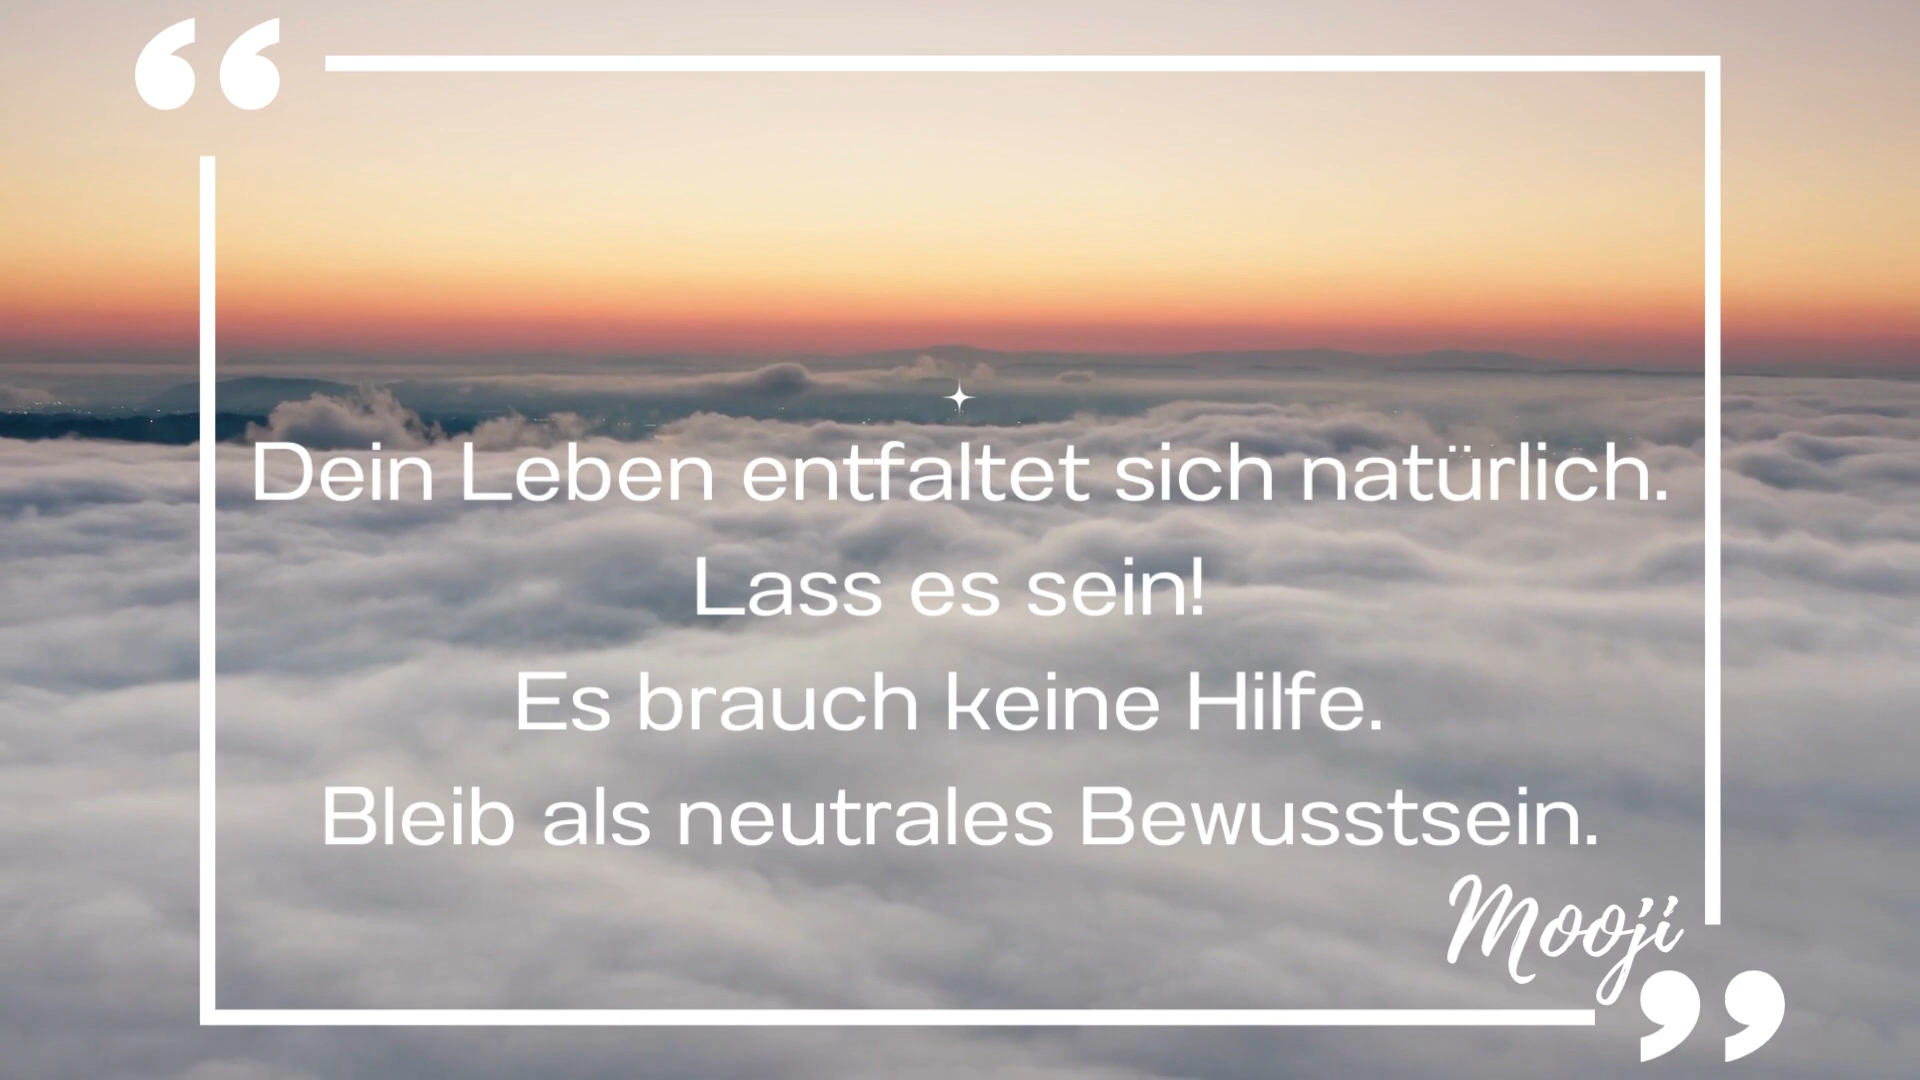 Dein Leben entfaltet sich natürlich.
Lass es sein!
Es brauch keine Hilfe.
Bleib als neutrales Bewusstsein.
Mooji